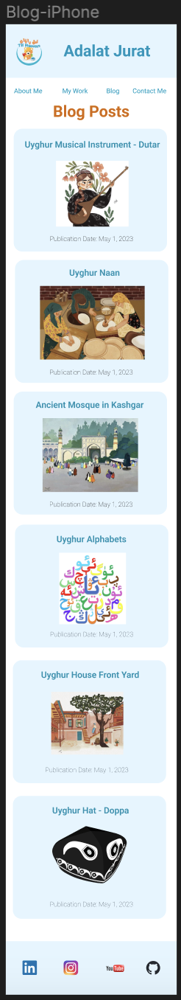 Blog-iPhone
Adalat Jurat
About Me My Work Blog Contact Me
Blog Posts
Uyghur Musical Instrument - Dutar
Publication Date: May 1, 2023
Uyghur Naan
Publication Date: May 1, 2023
Ancient Mosque in Kashgar
Publication Date: May 1, 2023
Uyghur Alphabets
Publication Date: May 1, 2023
Uyghur House Front Yard
Publication Date: May 1, 2023
Uyghur Hat - Doppa
Publication Date: May 1, 2023
in
YouTube